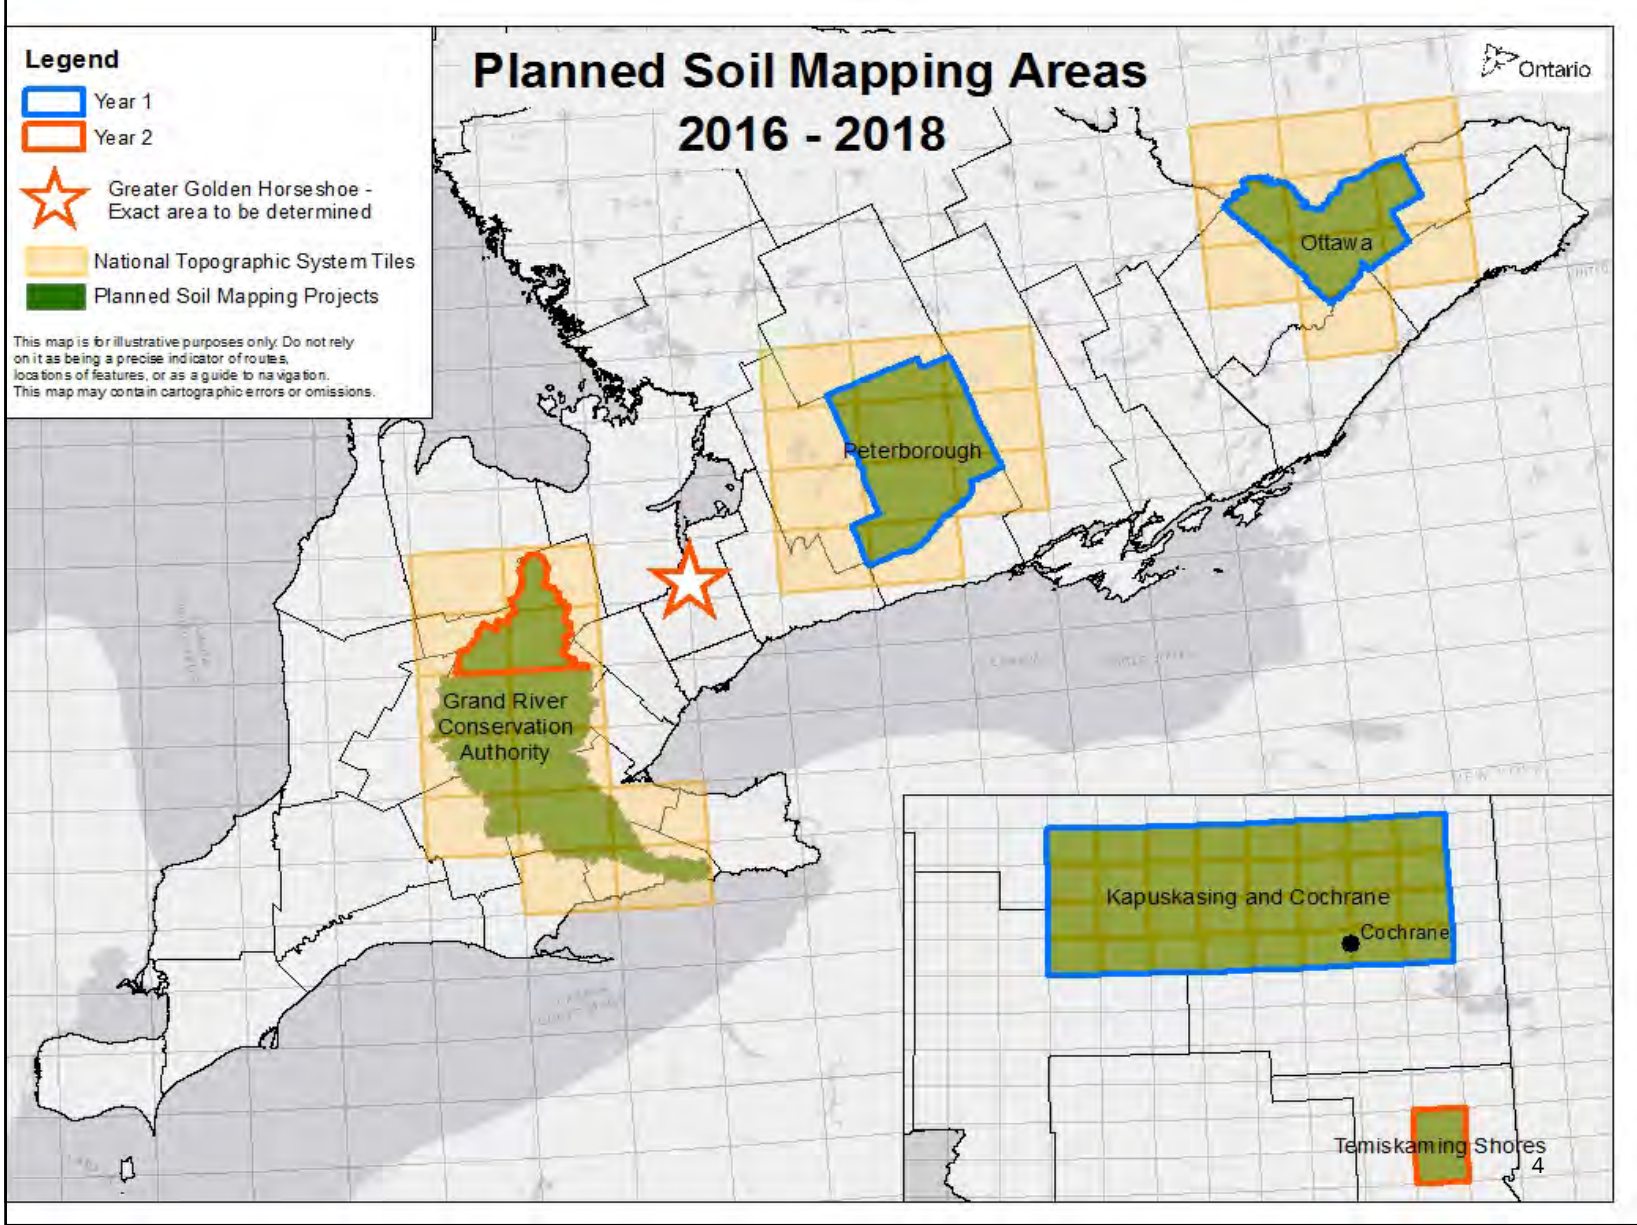 Planned Soil Mapping Areas
2016 - 2018
Ontario
Legend
Year 1
Year 2
Greater Golden Horseshoe -
Exact area to be determined
National Topographic System Tiles
Planned Soil Mapping Projects
This map is for illustrative purposes only. Do not rely
on it as being a precise indicator of routes,
locations of features, or as a guide to navigation.
This map may contain cartographic errors or omissions.
Ottawa
Peterborough
Grand River
Conservation
Authority
Kapuskasing and Cochrane
Cochrane
Temiskaming Shores
4